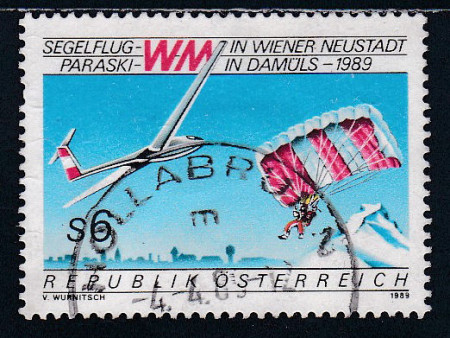 SEGELFLUG-WM IN WIENER NEUSTADT
PARASKI-WM IN DAMÜLS-1989
S6
REPUBLIK ÖSTERREICH
V. WURNITSCH 1989